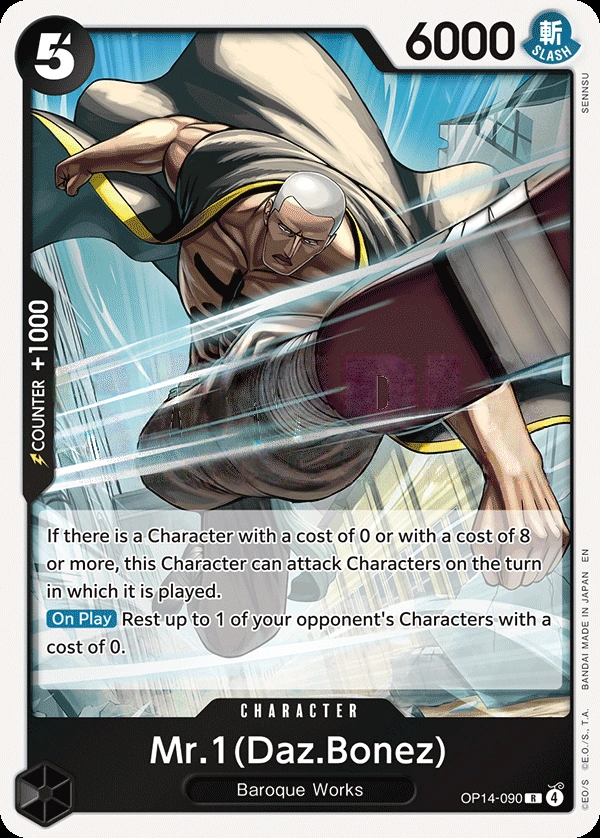 5
6000
斬
SLASH
SENNSU
COUNTER +1000
If there is a Character with a cost of 0 or with a cost of 8
or more, this Character can attack Characters on the turn
in which it is played.
On Play Rest up to 1 of your opponent's Characters with a
cost of 0.
CHARACTER
Mr.1(Daz.Bonez)
Baroque Works
OP14-090 R 4
©E.O/S ©E.O./S., T.A. BANDAI MADE IN JAPAN EN